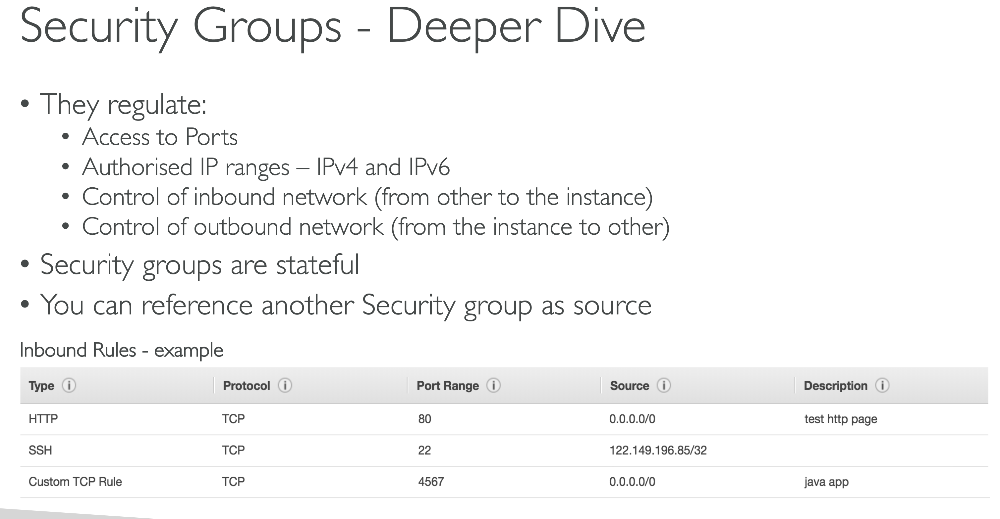 Security Groups - Deeper Dive
• They regulate:
• Access to Ports
• Authorised IP ranges – IPv4 and IPv6
• Control of inbound network (from other to the instance)
• Control of outbound network (from the instance to other)
• Security groups are stateful
• You can reference another Security group as source
Inbound Rules - example
Type Protocol Port Range Source Description
HTTP TCP 80 0.0.0.0/0 test http page
SSH TCP 22 122.149.196.85/32
Custom TCP Rule TCP 4567 0.0.0.0/0 java app